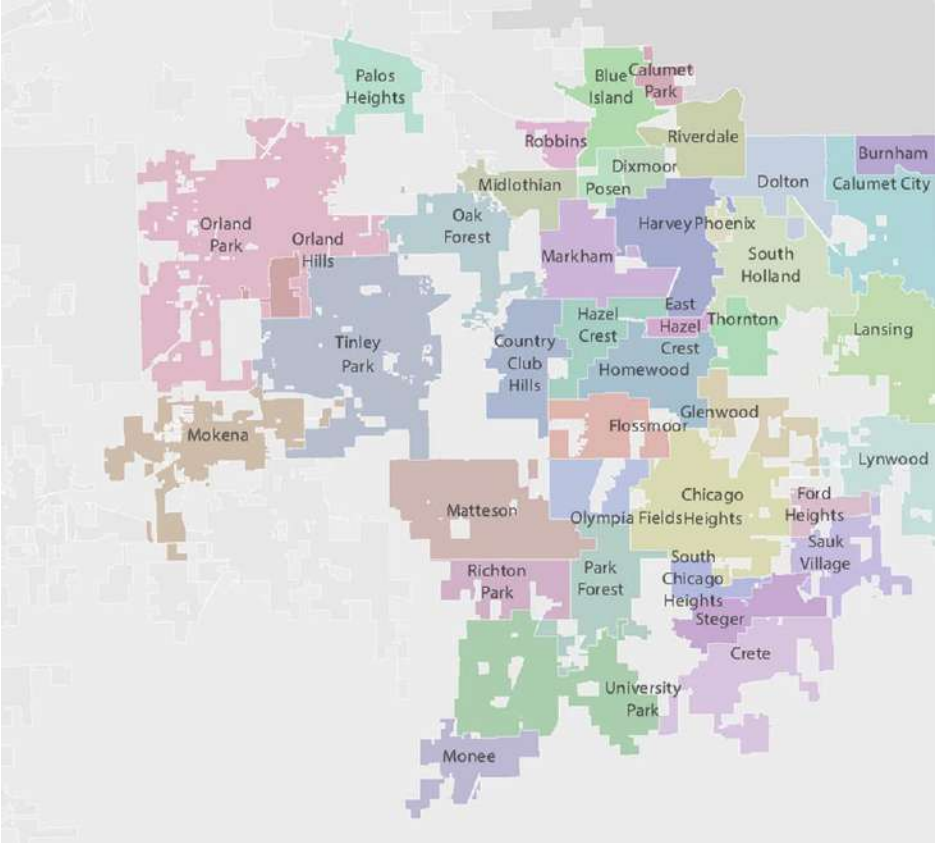 Palos
Heights
Blue
Island
Calumet
Park
Robbins
Riverdale
Burnham
Dixmoor
Midlothian
Posen
Dolton
Calumet City
Orland
Park
Oak
Forest
Harvey
Phoenix
Orland
Hills
Markham
South
Holland
East
Hazel
Crest
Hazel
Crest
Thornton
Lansing
Tinley
Park
Country
Club
Hills
Homewood
Glenwood
Flossmoor
Mokena
Lynwood
Matteson
Olympia Fields
Chicago
Heights
Ford
Heights
Sauk
Village
Richton
Park
Park
Forest
South
Chicago
Heights
Steger
Crete
University
Park
Monee